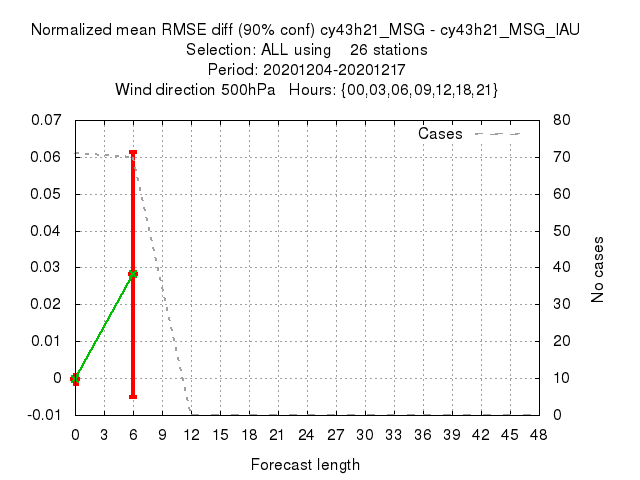 Normalized mean RMSE diff (90% conf) cy43h21_MSG - cy43h21_MSG_IAU
Selection: ALL using 26 stations
Period: 20201204-20201217
Wind direction 500hPa Hours: {00,03,06,09,12,18,21}
Cases
0.07
0.06
0.05
0.04
0.03
0.02
0.01
0
-0.01
80
70
60
50
40
30
20
10
0
No cases
0 3 6 9 12 15 18 21 24 27 30 33 36 39 42 45 48
Forecast length